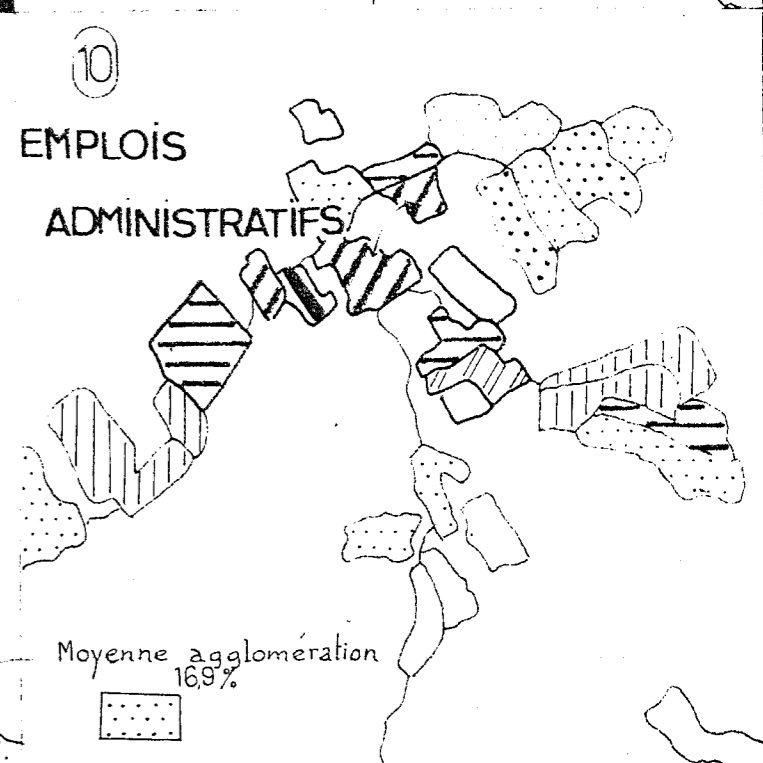 10
EMPLOIS
ADMINISTRATIFS
Moyenne agglomération
16,9%